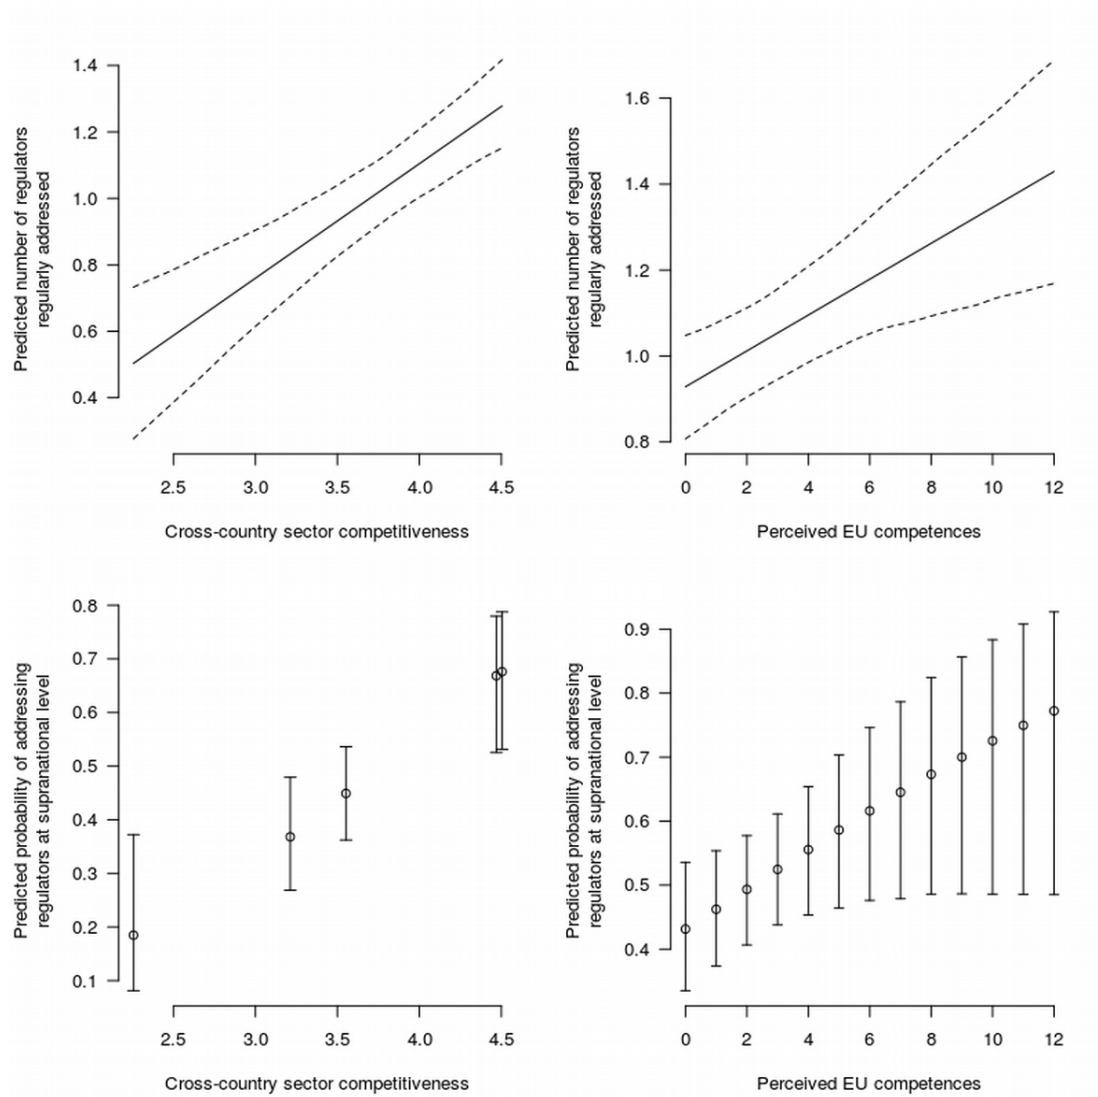 Predicted number of regulators
regularly addressed
1.4
1.2
1.0
0.8
0.6
0.4
2.5 3.0 3.5 4.0 4.5
Cross-country sector competitiveness
Predicted number of regulators
regularly addressed
1.6
1.4
1.2
1.0
0.8
0 2 4 6 8 10 12
Perceived EU competences
Predicted probability of addressing
regulators at supranational level
0.8
0.7
0.6
0.5
0.4
0.3
0.2
0.1
2.5 3.0 3.5 4.0 4.5
Cross-country sector competitiveness
Predicted probability of addressing
regulators at supranational level
0.9
0.8
0.7
0.6
0.5
0.4
0 2 4 6 8 10 12
Perceived EU competences